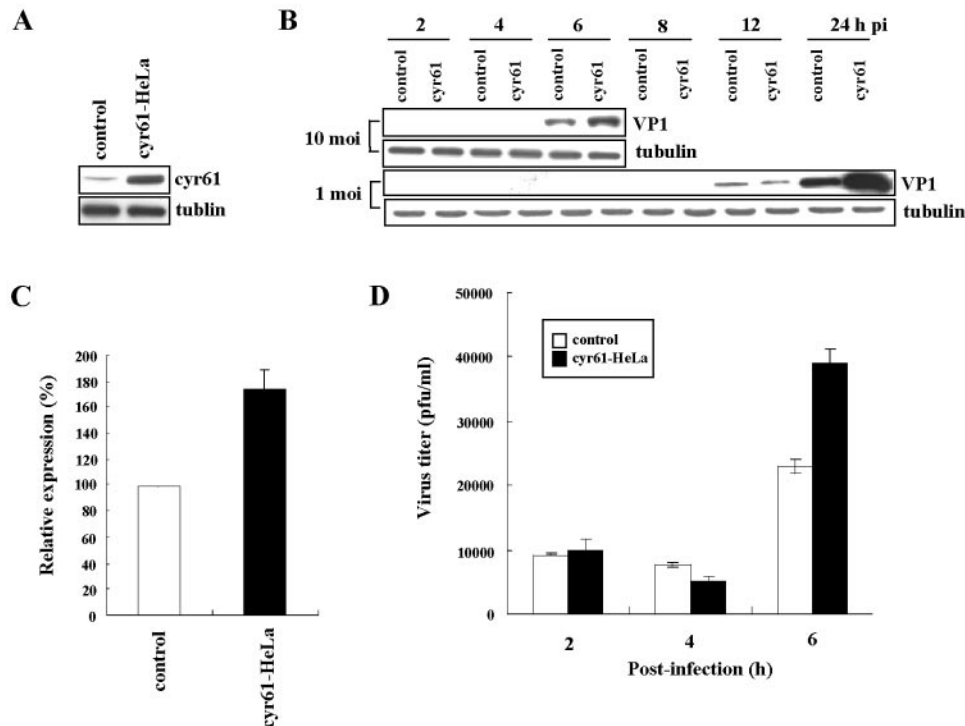 A
control
cyr61-HeLa
cyr61
tublin
B
2 4 6 8 12 24 h pi
control cyr61 control cyr61 control cyr61 control cyr61 control cyr61 control cyr61
10 moi
VP1
tubulin
1 moi
VP1
tubulin
C
Relative expression (%)
200
180
160
140
120
100
80
60
40
20
0
control
cyr61-HeLa
D
Virus titer (pfu/ml)
50000
40000
30000
20000
10000
0
control
cyr61-HeLa
2 4 6
Post-infection (h)